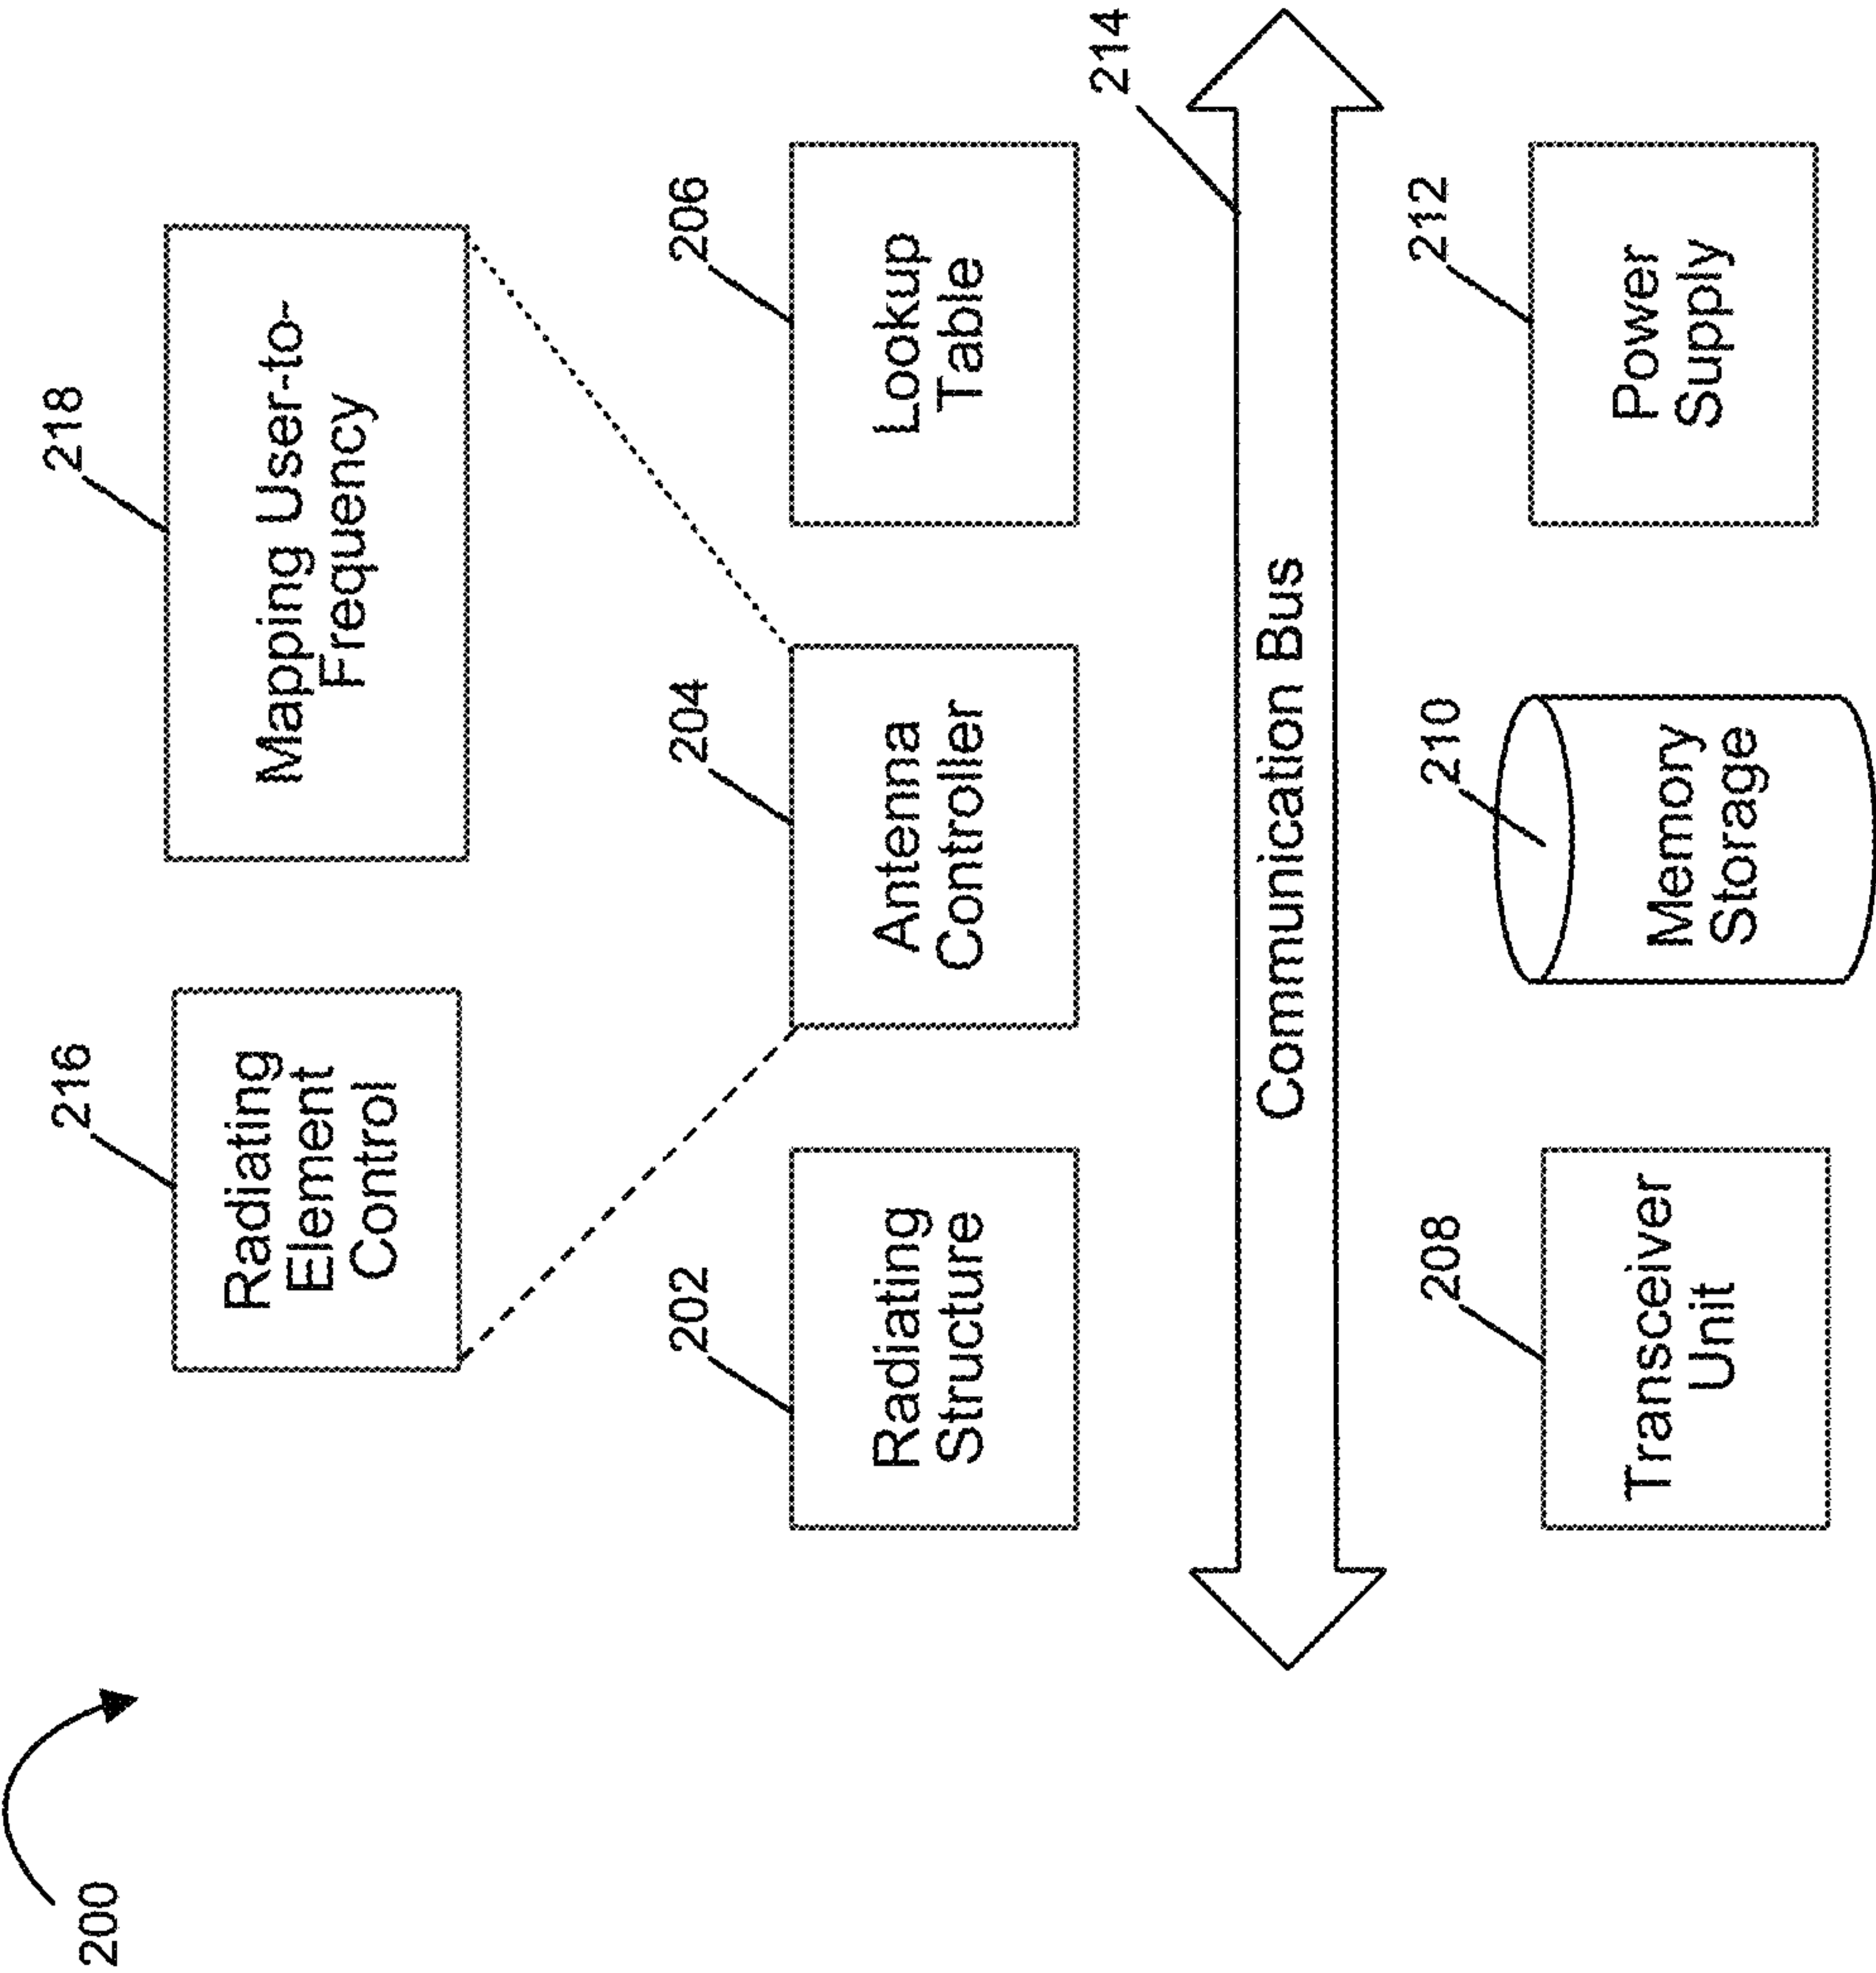 200
216
Radiating
Element
Control
218
Mapping User-to-
Frequency
202
Radiating
Structure
204
Antenna
Controller
206
Lookup
Table
214
Communication Bus
208
Transceiver
Unit
210
Memory
Storage
212
Power
Supply